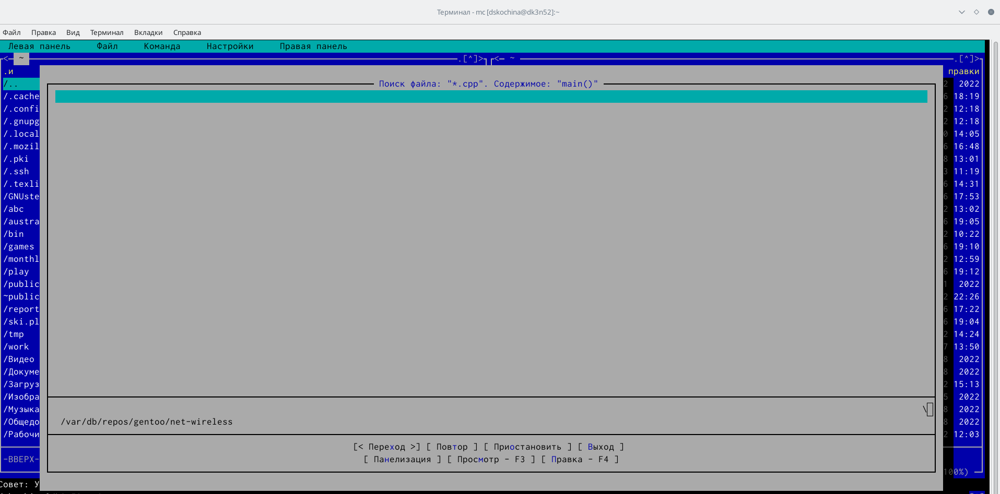 Терминал - mc [dskochina@dk3n52]:~
Файл Правка Вид Терминал Вкладки Справка
Левая панель Файл Команда Настройки Правая панель
<─ ~ .[^]> <─ ~ .[^]>
.и правки
/.. 2 2022
Поиск файла: "*.cpp". Содержимое: "main()"
/.cache 6 18:19
/.confi 2 12:18
/.gnupg 2 12:18
/.local 0 14:05
/.mozil 6 16:48
/.pki 8 13:01
/.ssh 3 11:19
/.texli 6 14:31
/GNUste 6 17:53
/abc 2 13:02
/austra 6 19:05
/bin 2 10:22
/games 6 19:10
/monthl 2 12:59
/play 6 19:12
/public 1 2022
~public 2 22:26
/report 6 17:22
/ski.pl 6 19:04
/tmp 2 14:24
/work 7 13:50
/Видео 8 2022
/Докуме 8 2022
/Загруз 2 15:13
/Изобра 5 2022
/Музыка \ 8 2022
/Общедо /var/db/repos/gentoo/net-wireless 8 2022
/Рабочи 2 12:03
[< Переход >] [ Повтор ] [ Приостановить ] [ Выход ]
-ВВЕРХ- [ Панелизация ] [ Просмотр - F3 ] [ Правка - F4 ]
100%)
Совет: У